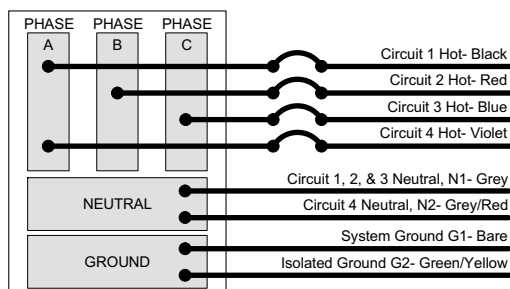 PHASE PHASE PHASE
A B C
Circuit 1 Hot- Black
Circuit 2 Hot- Red
Circuit 3 Hot- Blue
Circuit 4 Hot- Violet
Circuit 1, 2, & 3 Neutral, N1- Grey
NEUTRAL
Circuit 4 Neutral, N2- Grey/Red
System Ground G1- Bare
GROUND
Isolated Ground G2- Green/Yellow